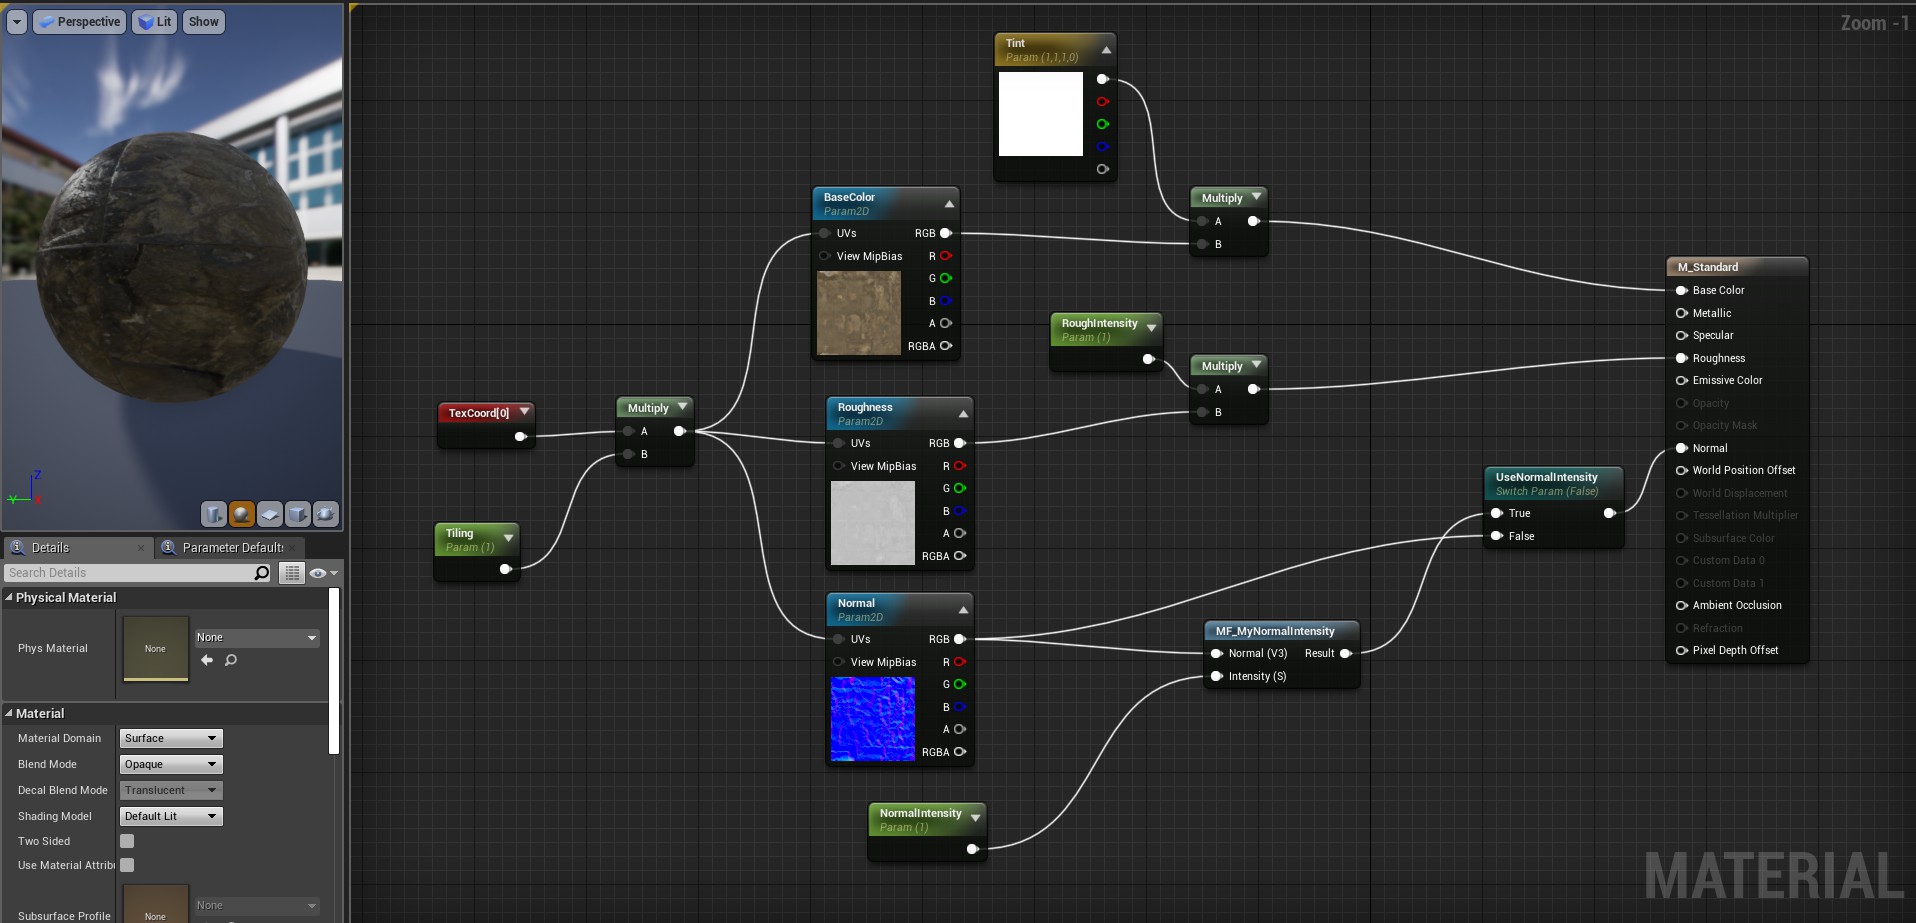 Perspective
Lit
Show
Zoom -1
Tint
Param (1,1,1,0)
BaseColor
Param2D
UVs
RGB
View MipBias
R
G
B
A
RGBA
Multiply
A
B
RoughIntensity
Param (1)
Multiply
A
B
M_Standard
Base Color
Metallic
Specular
Roughness
Emissive Color
Opacity
Opacity Mask
Normal
World Position Offset
World Displacement
Tessellation Multiplier
Subsurface Color
Custom Data 0
Custom Data 1
Ambient Occlusion
Refraction
Pixel Depth Offset
TexCoord[0]
Multiply
A
B
Tiling
Param (1)
Roughness
Param2D
UVs
RGB
View MipBias
R
G
B
A
RGBA
UseNormalIntensity
Switch Param (False)
True
False
Normal
Param2D
UVs
RGB
View MipBias
R
G
B
A
RGBA
MF_MyNormalIntensity
Normal (V3)
Result
Intensity (S)
NormalIntensity
Param (1)
MATERIAL
Z
Y
X
Details
Parameter Default
Search Details
Physical Material
Phys Material
None
None
Material
Material Domain
Surface
Blend Mode
Opaque
Decal Blend Mode
Translucent
Shading Model
Default Lit
Two Sided
Use Material Attrib
Subsurface Profile
None
None